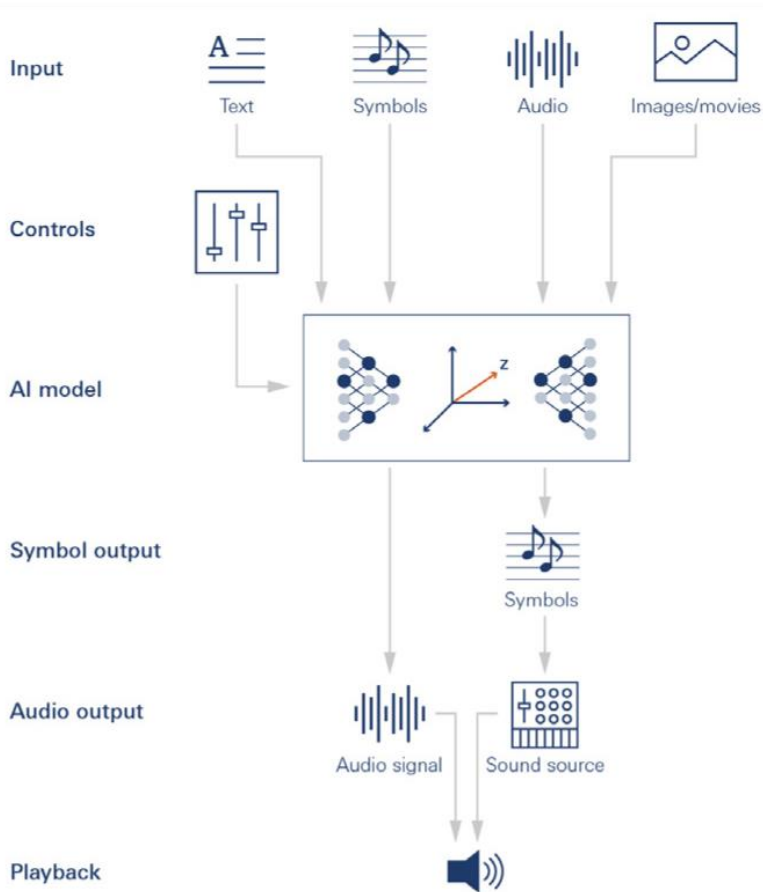 Input
A
Text
Symbols
Audio
Images/movies
Controls
AI model
z
Symbol output
Symbols
Audio output
Audio signal
Sound source
Playback